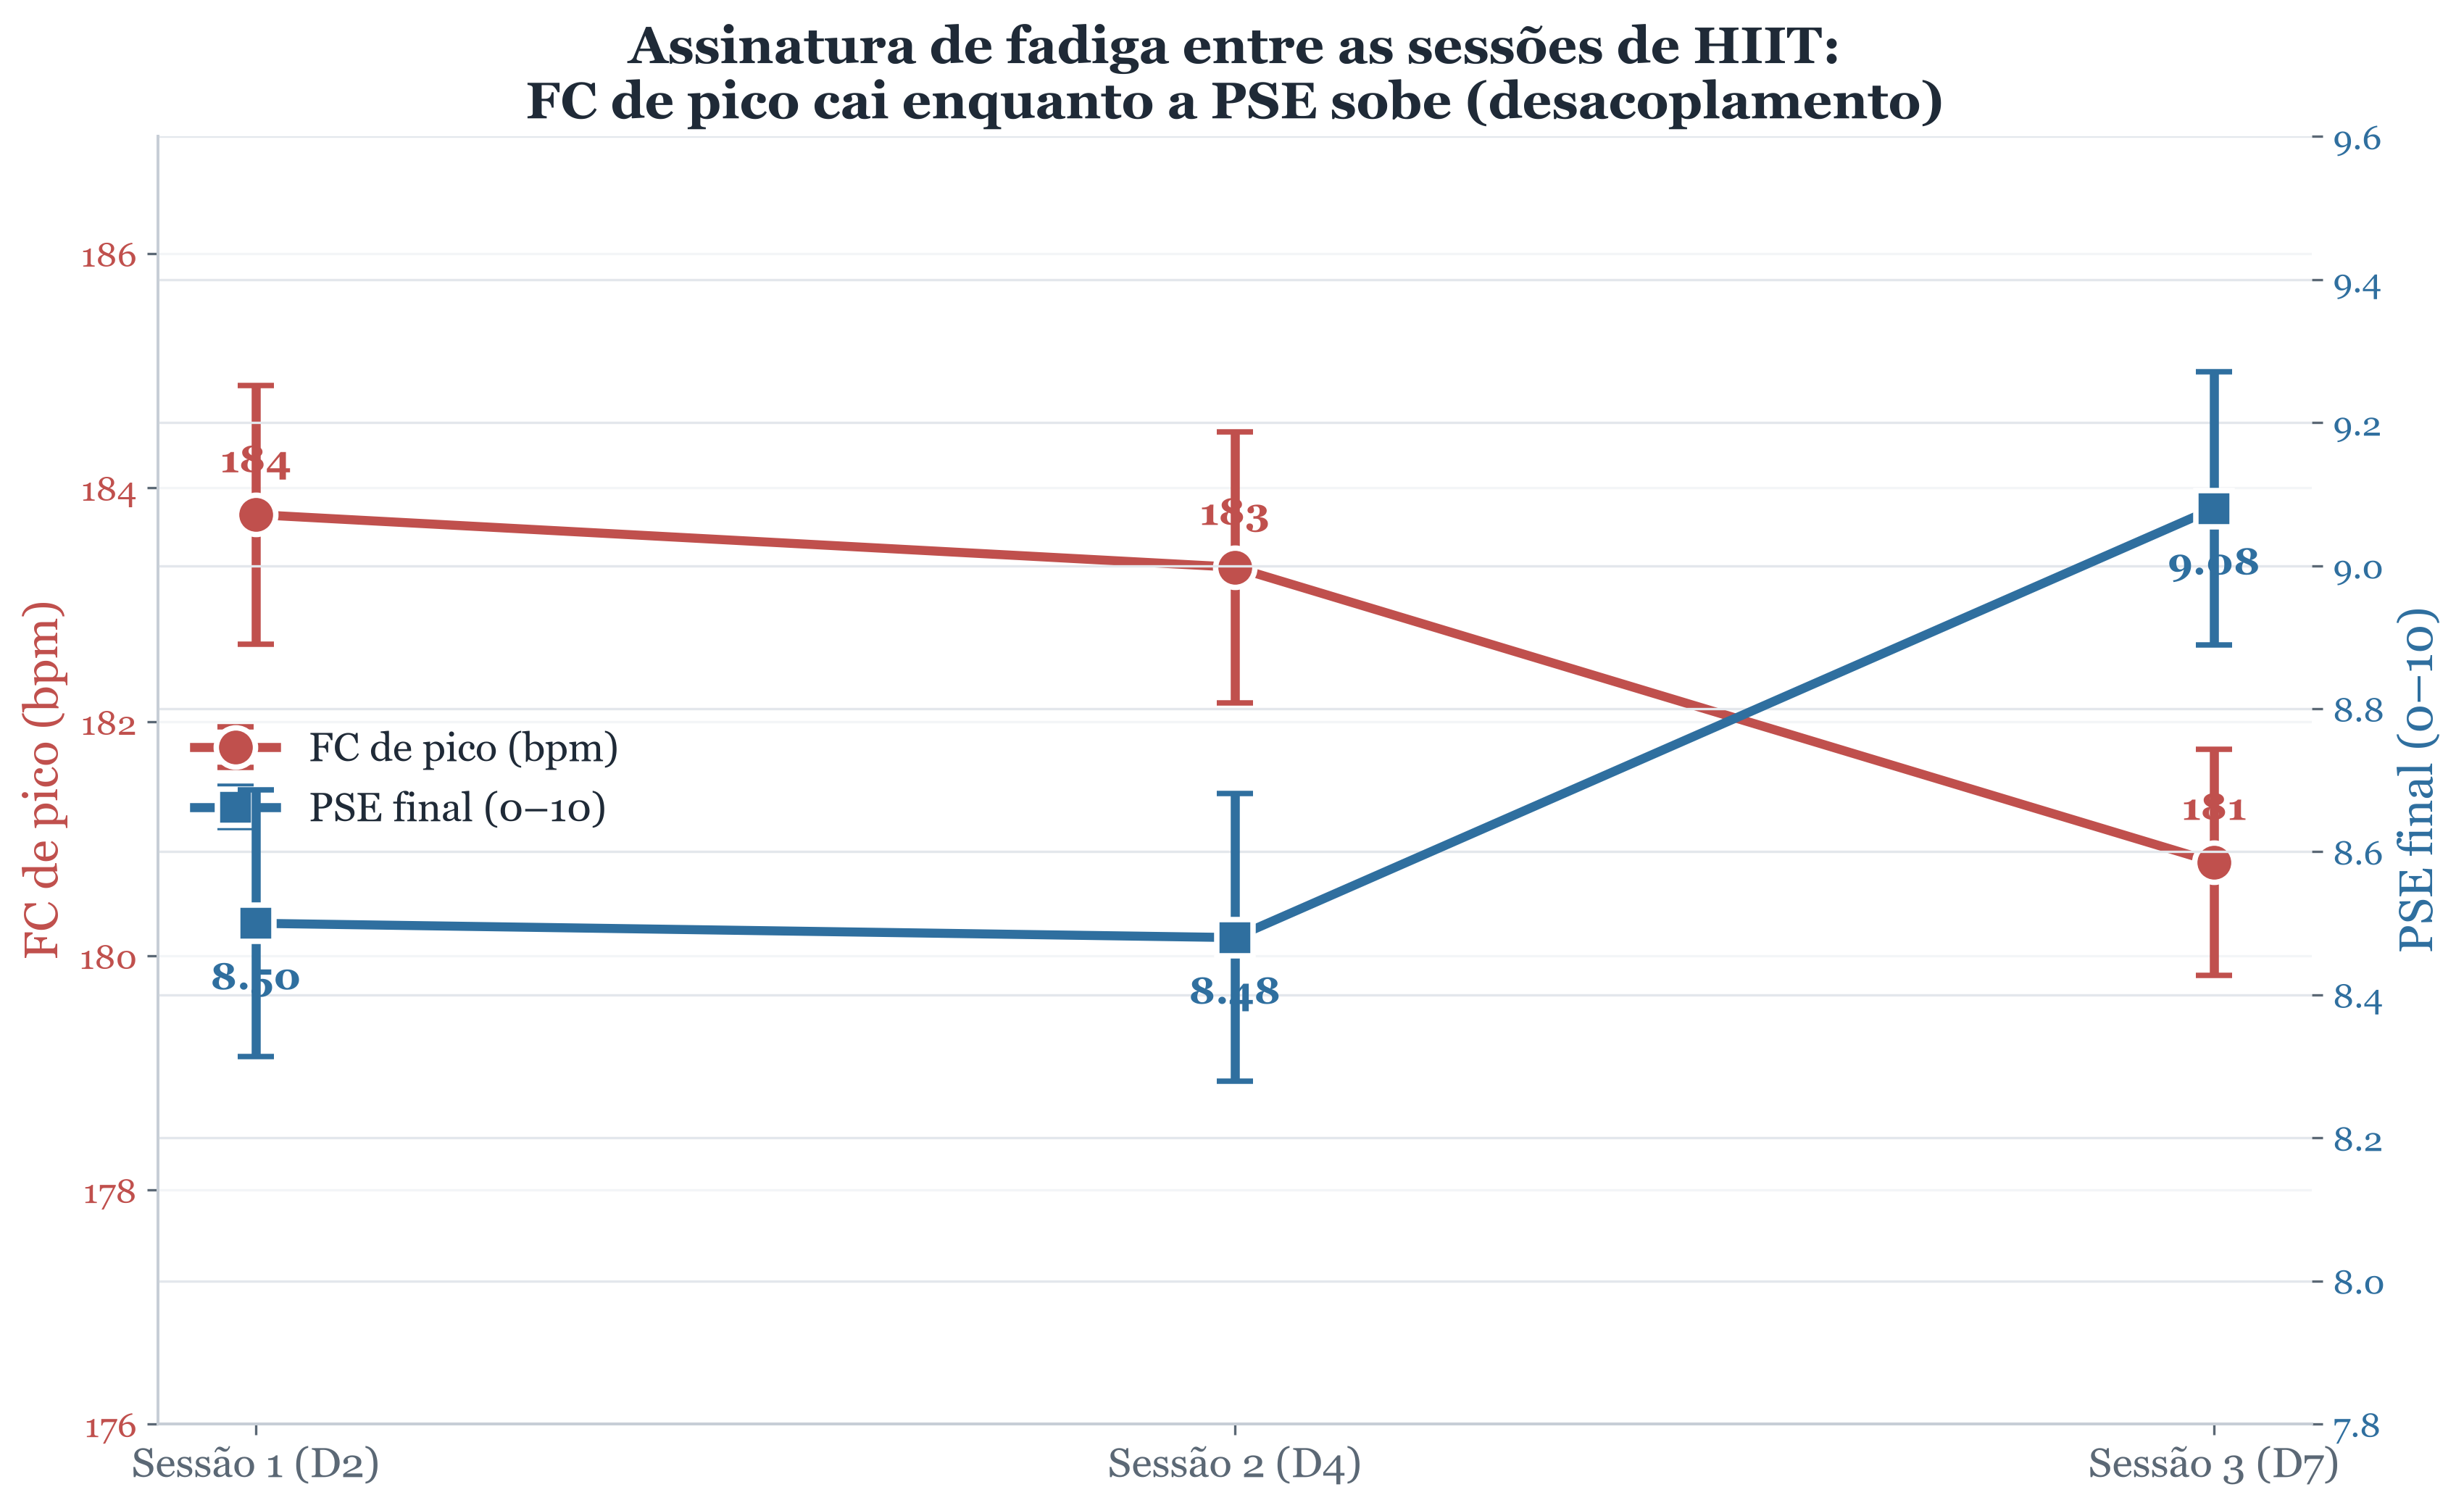 Assinatura de fadiga entre as sessões de HIIT:
FC de pico cai enquanto a PSE sobe (desacoplamento)
FC de pico (bpm)
186
184
182
180
178
176
184
183
181
FC de pico (bpm)
PSE final (0–10)
8.50
8.48
9.08
9.6
9.4
9.2
9.0
8.8
8.6
8.4
8.2
8.0
7.8
PSE final (0–10)
Sessão 1 (D2)
Sessão 2 (D4)
Sessão 3 (D7)